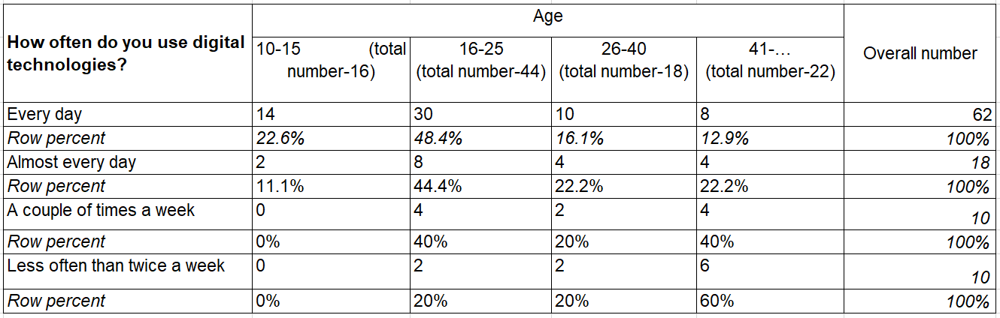 Age
How often do you use digital technologies?
10-15 (total number-16)
16-25 (total number-44)
26-40 (total number-18)
41-… (total number-22)
Overall number
Every day 14 30 10 8 62
Row percent 22.6% 48.4% 16.1% 12.9% 100%
Almost every day 2 8 4 4 18
Row percent 11.1% 44.4% 22.2% 22.2% 100%
A couple of times a week 0 4 2 4 10
Row percent 0% 40% 20% 40% 100%
Less often than twice a week 0 2 2 6 10
Row percent 0% 20% 20% 60% 100%